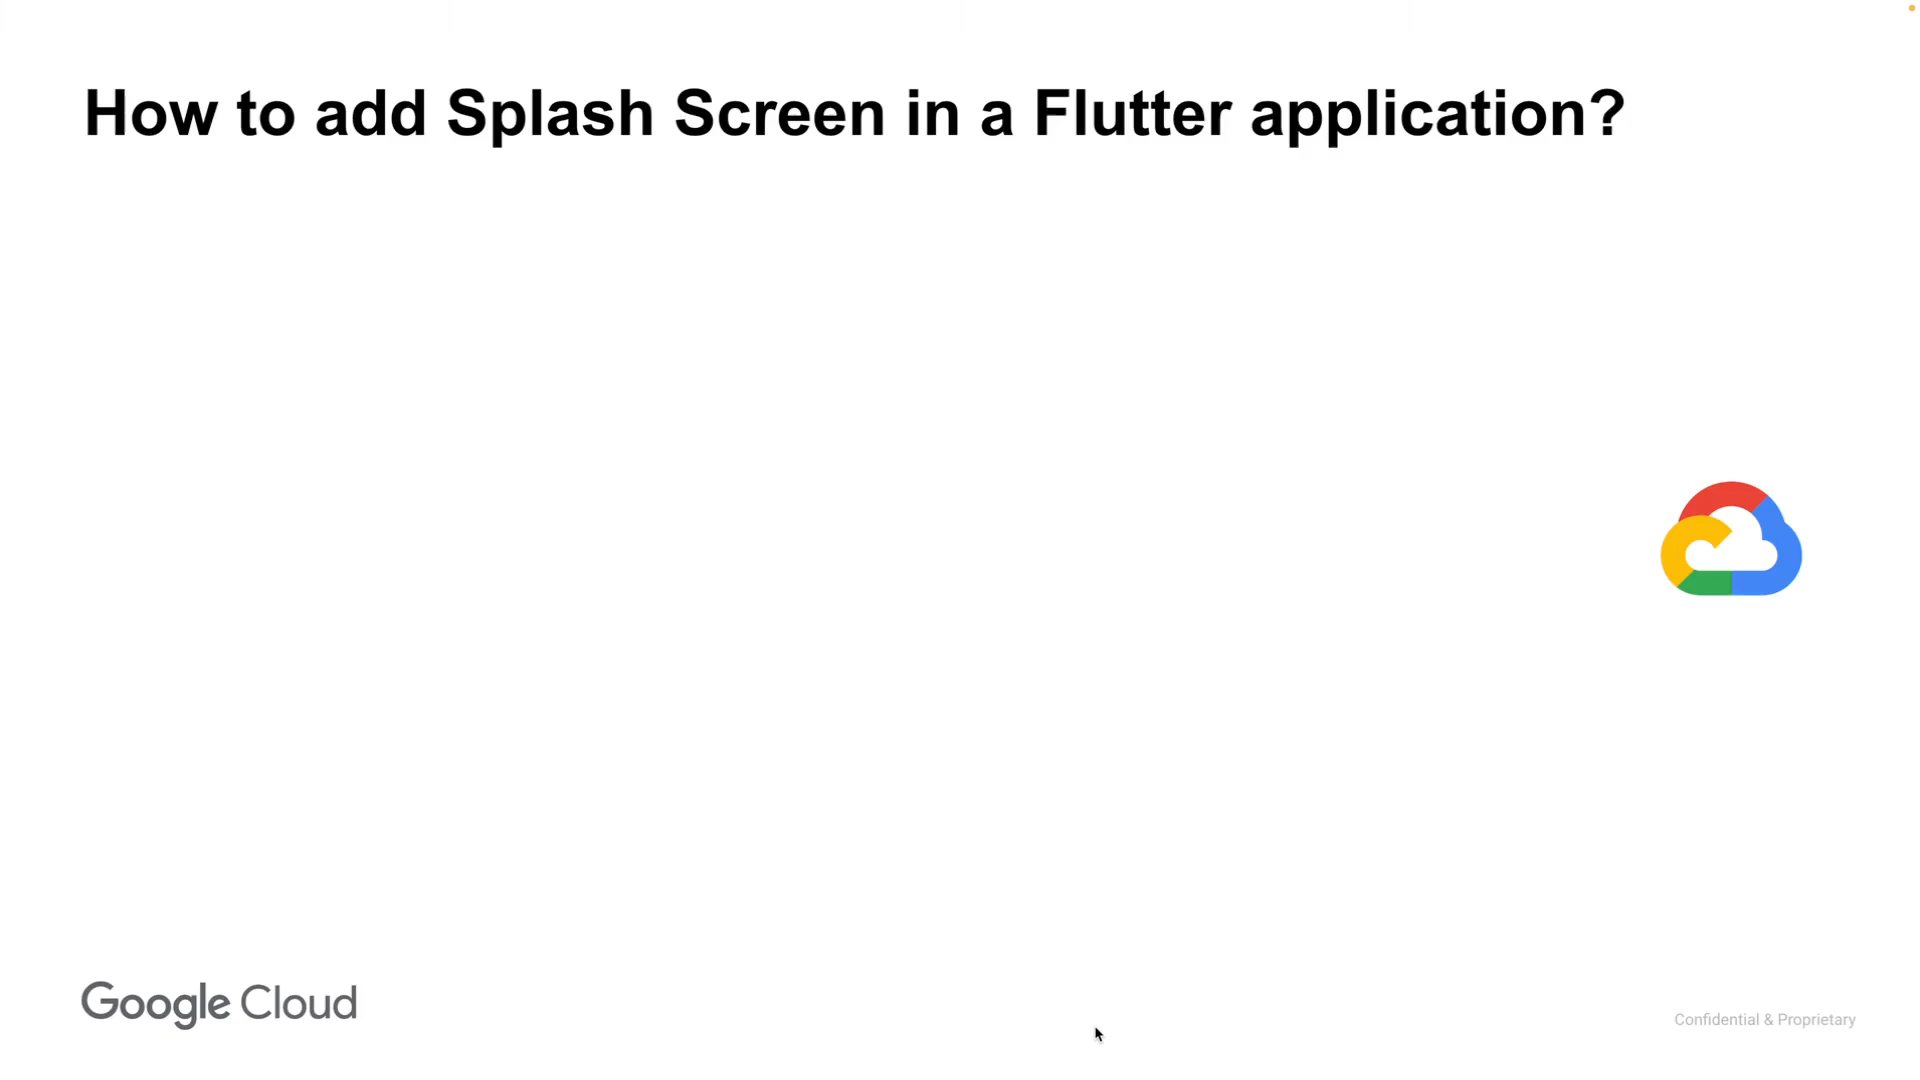 How to add Splash Screen in a Flutter application?
Google Cloud
Confidential & Proprietary